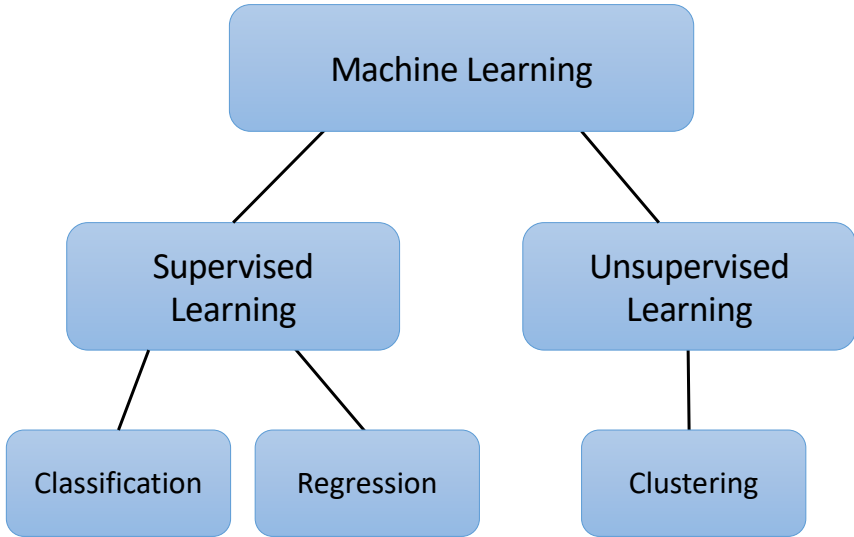 Machine Learning
Supervised
Learning
Unsupervised
Learning
Classification
Regression
Clustering